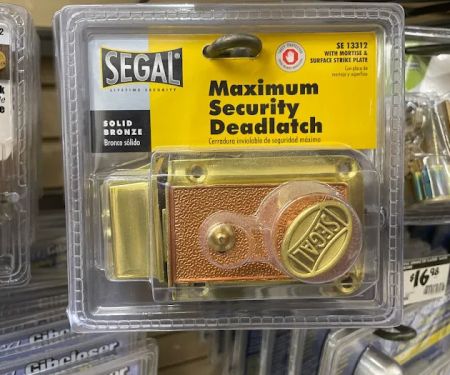 SEGAL
LIFETIME SECURITY
SOLID
BRONZE
Bronce sólido
SE 13312
WITH MORTISE &
SURFACE STRIKE PLATE
Maximum
Security
Deadlatch
Cerradura inviolable de seguridad máximo
SEGAL
$16.98